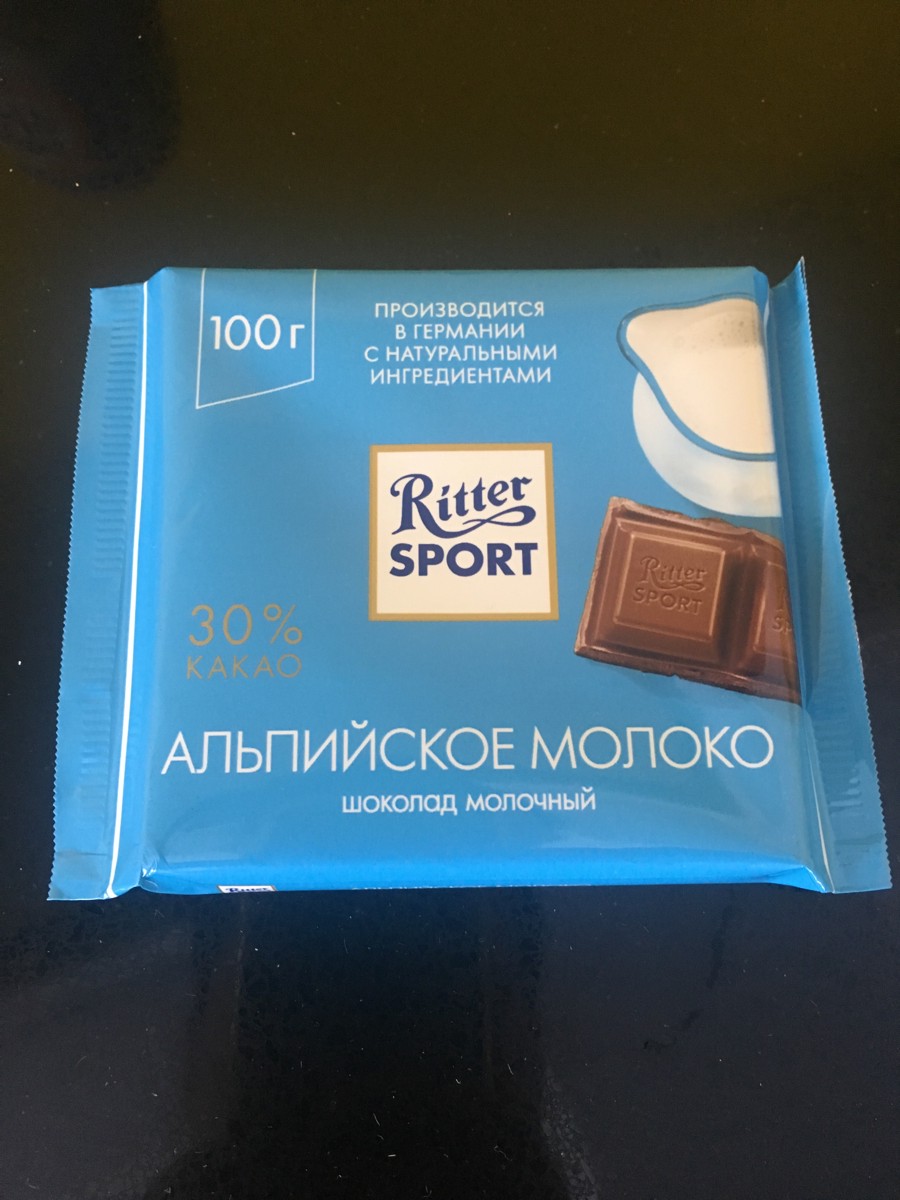 100 г
ПРОИЗВОДИТСЯ
В ГЕРМАНИИ
С НАТУРАЛЬНЫМИ
ИНГРЕДИЕНТАМИ
Ritter
SPORT
Ritter
SPORT
30%
КАКАО
АЛЬПИЙСКОЕ МОЛОКО
ШОКОЛАД МОЛОЧНЫЙ